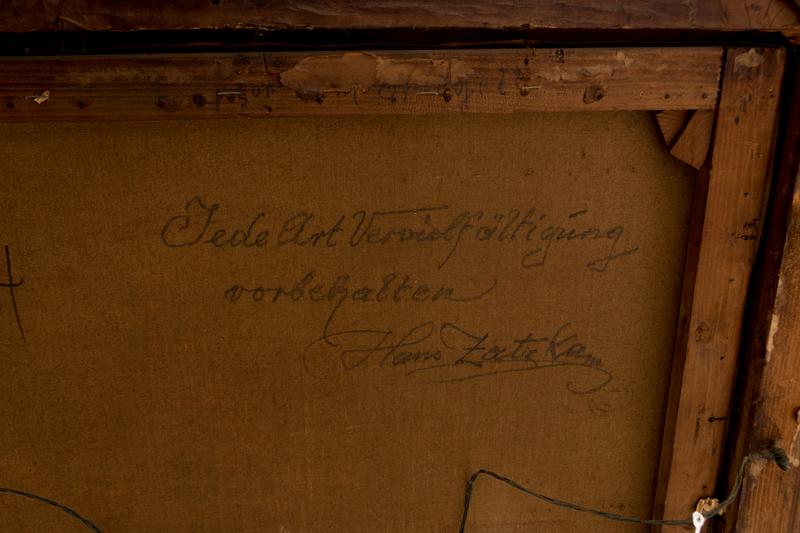 Jede Art Vervielfältigung
vorbehalten
Hans Zatzka